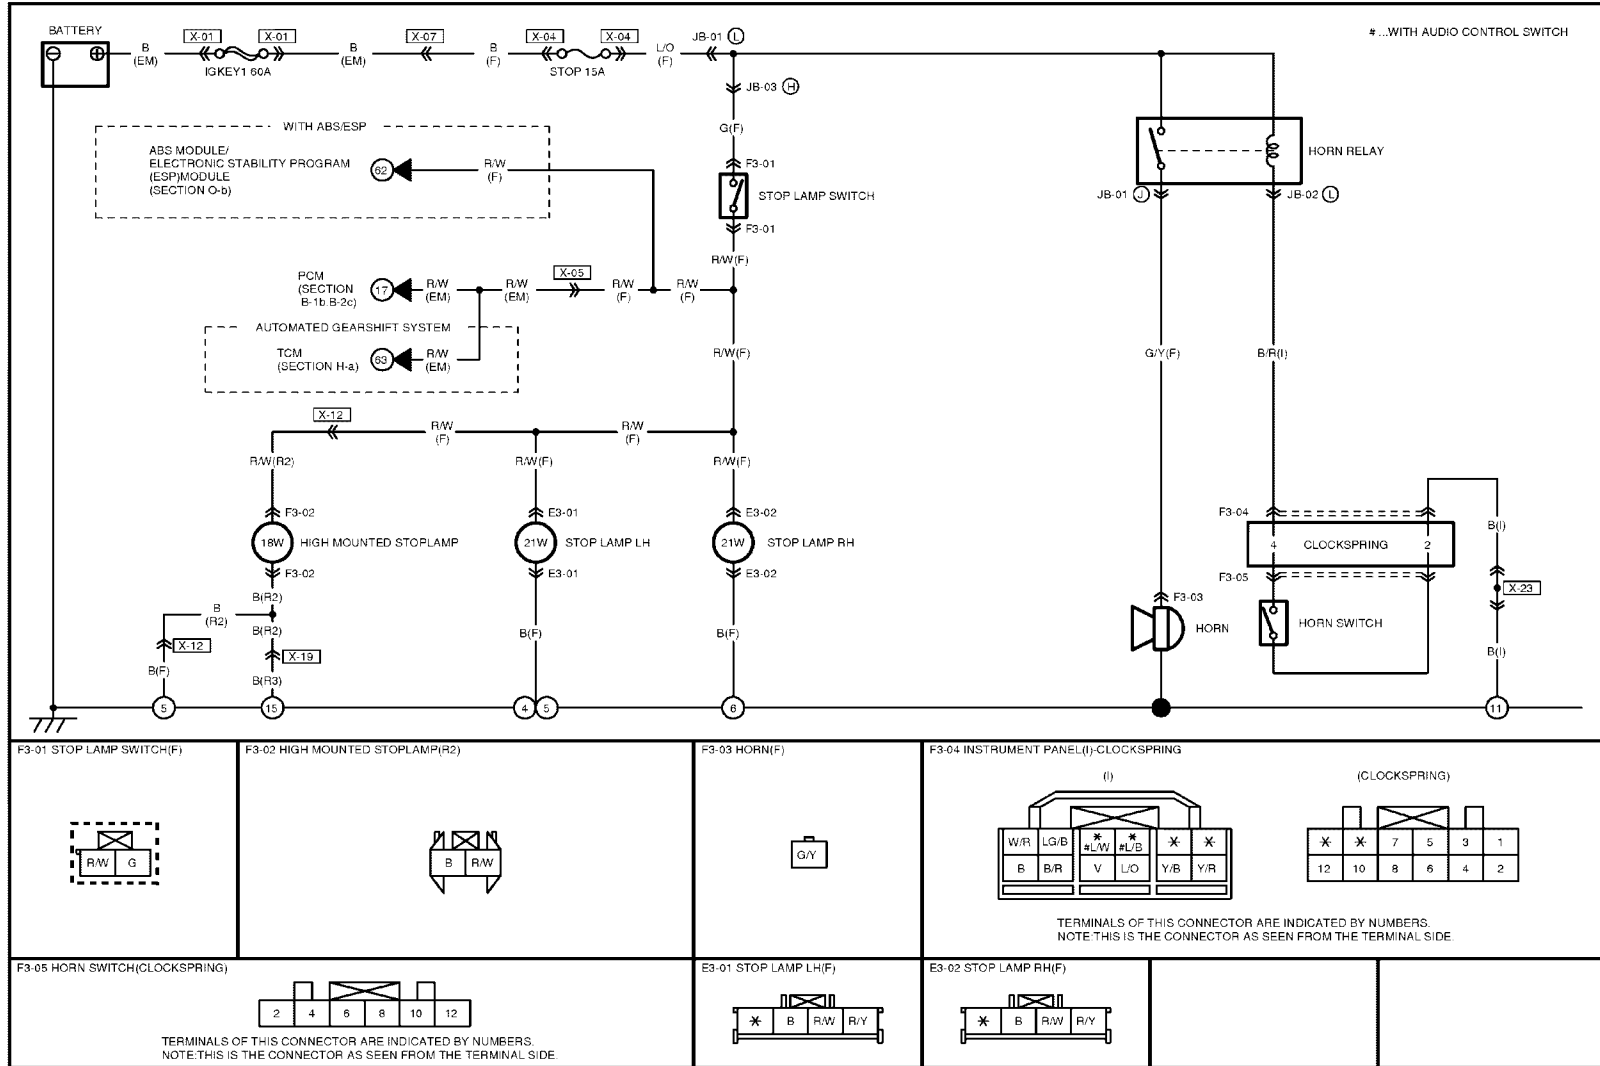 BATTERY
# ...WITH AUDIO CONTROL SWITCH
B
(EM)
X-01
X-01
IGKEY1 60A
B
(EM)
X-07
B
(F)
X-04
X-04
STOP 15A
L/O
(F)
JB-01 L
JB-03 H
G(F)
F3-01
STOP LAMP SWITCH
F3-01
R/W(F)
WITH ABS/ESP
ABS MODULE/
ELECTRONIC STABILITY PROGRAM
(ESP)MODULE
(SECTION O-b)
62
R/W
(F)
HORN RELAY
JB-01 J
JB-02 L
PCM
(SECTION
B-1b,B-2c)
17
R/W
(EM)
R/W
(EM)
X-05
R/W
(F)
R/W
(F)
AUTOMATED GEARSHIFT SYSTEM
TCM
(SECTION H-a)
63
R/W
(EM)
R/W(F)
G/Y(F)
B/R(I)
X-12
R/W
(F)
R/W
(F)
R/W(R2)
R/W(F)
R/W(F)
F3-02
E3-01
E3-02
18W
HIGH MOUNTED STOPLAMP
21W
STOP LAMP LH
21W
STOP LAMP RH
F3-02
E3-01
E3-02
F3-04
4
CLOCKSPRING
2
F3-05
B(I)
X-23
B(R2)
B
(R2)
B(R2)
X-12
X-19
B(F)
B(R3)
B(F)
B(F)
F3-03
HORN
HORN SWITCH
B(I)
5
15
4
5
6
11
F3-01 STOP LAMP SWITCH(F)
R/W G
F3-02 HIGH MOUNTED STOPLAMP(R2)
B R/W
F3-03 HORN(F)
G/Y
F3-04 INSTRUMENT PANEL(I)-CLOCKSPRING
(I)
W/R LG/B * #L/W * #L/B * *
B B/R V L/O Y/B Y/R
(CLOCKSPRING)
* * 7 5 3 1
12 10 8 6 4 2
TERMINALS OF THIS CONNECTOR ARE INDICATED BY NUMBERS.
NOTE:THIS IS THE CONNECTOR AS SEEN FROM THE TERMINAL SIDE.
F3-05 HORN SWITCH(CLOCKSPRING)
2 4 6 8 10 12
TERMINALS OF THIS CONNECTOR ARE INDICATED BY NUMBERS.
NOTE:THIS IS THE CONNECTOR AS SEEN FROM THE TERMINAL SIDE.
E3-01 STOP LAMP LH(F)
* B R/W R/Y
E3-02 STOP LAMP RH(F)
* B R/W R/Y